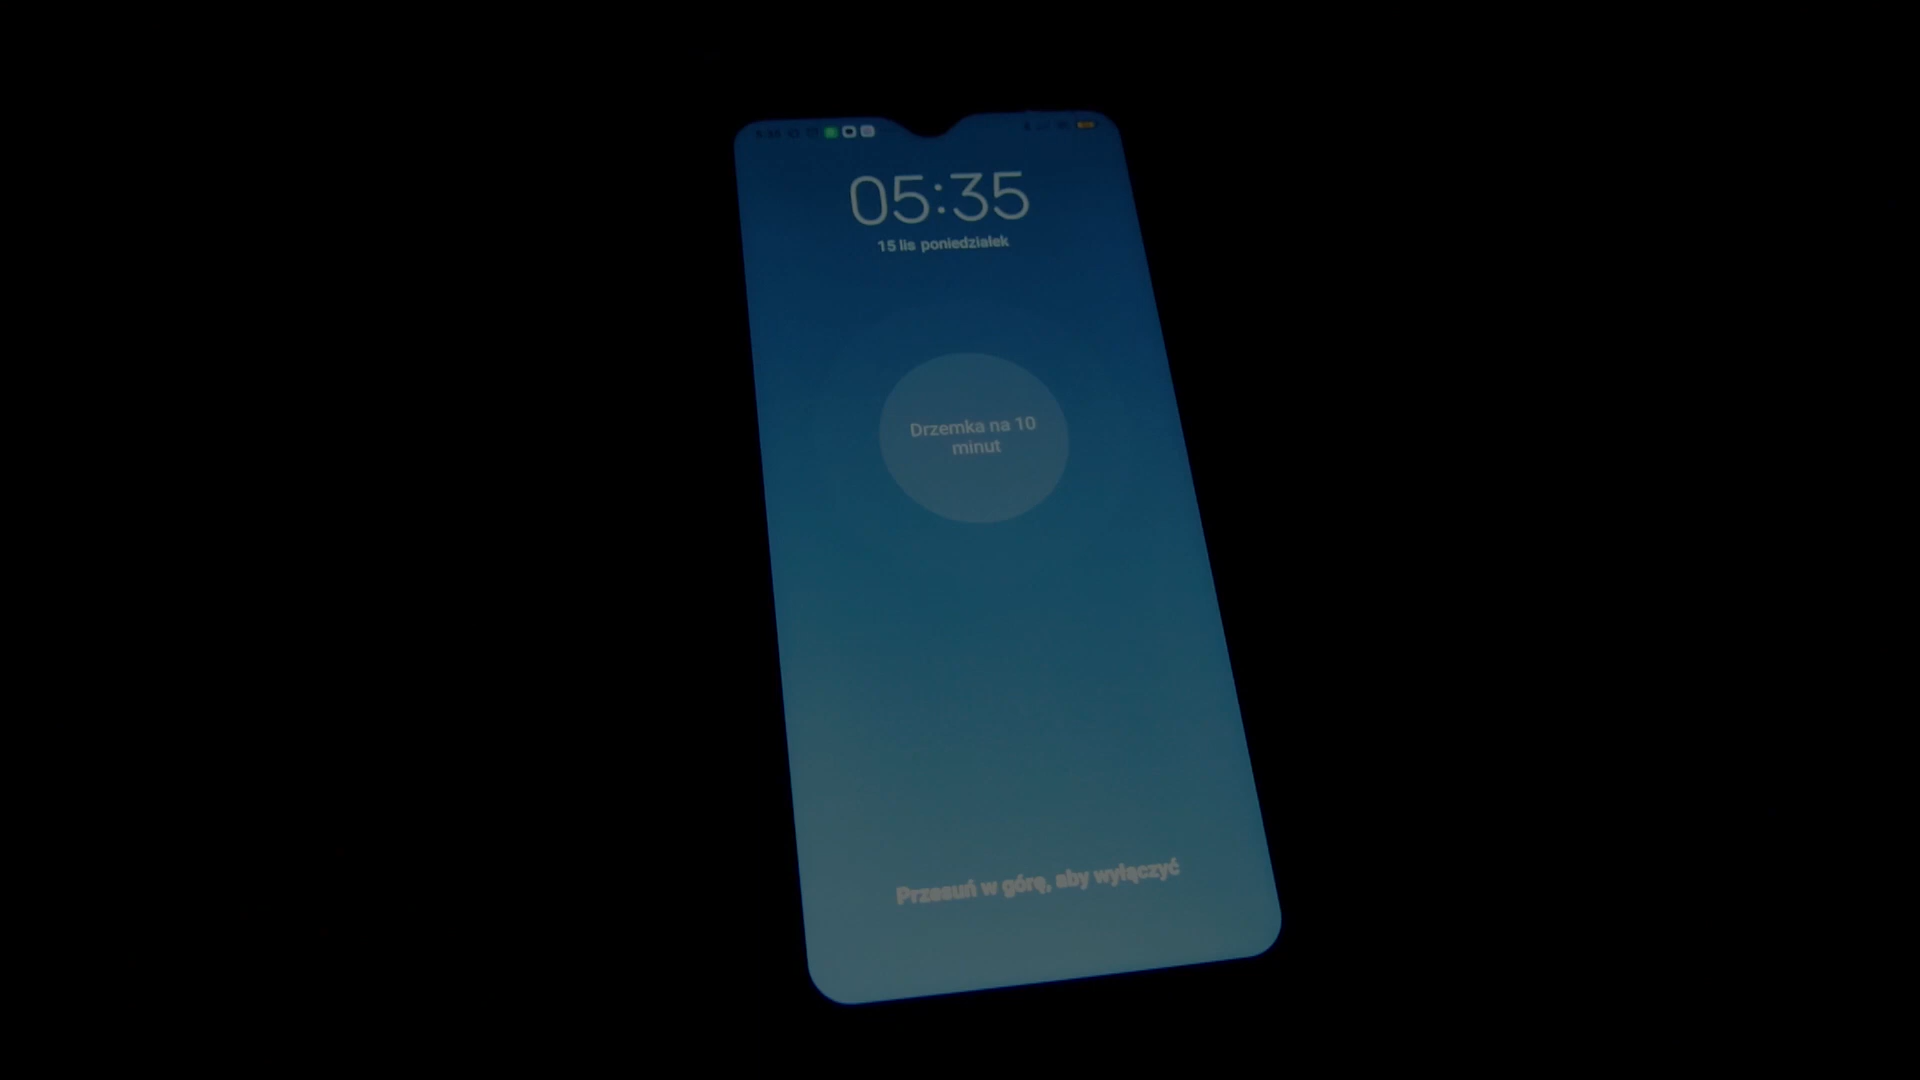 05:35
15 lis poniedziałek
Drzemka na 10
minut
Przesuń w górę, aby wyłączyć